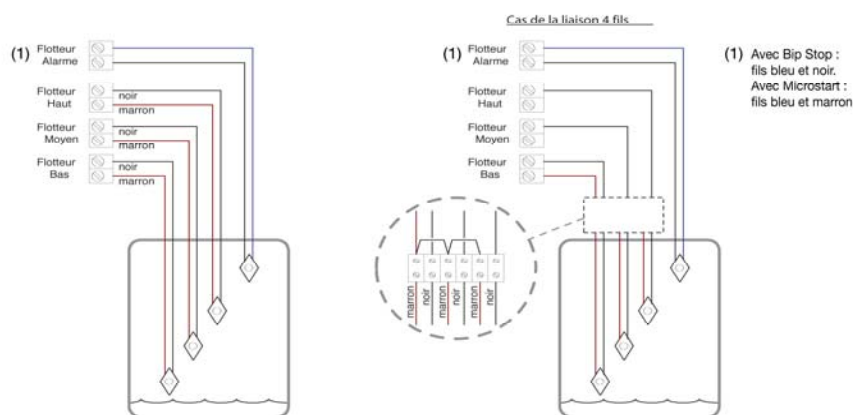 Cas de la liaison 4 fils
(1) Flotteur
Alarme
Flotteur
Haut
noir
marron
Flotteur
Moyen
noir
marron
Flotteur
Bas
noir
marron
(1) Flotteur
Alarme
Flotteur
Haut
Flotteur
Moyen
Flotteur
Bas
marron
noir
marron
noir
marron
noir
(1) Avec Bip Stop :
fils bleu et noir.
Avec Microstart :
fils bleu et marron